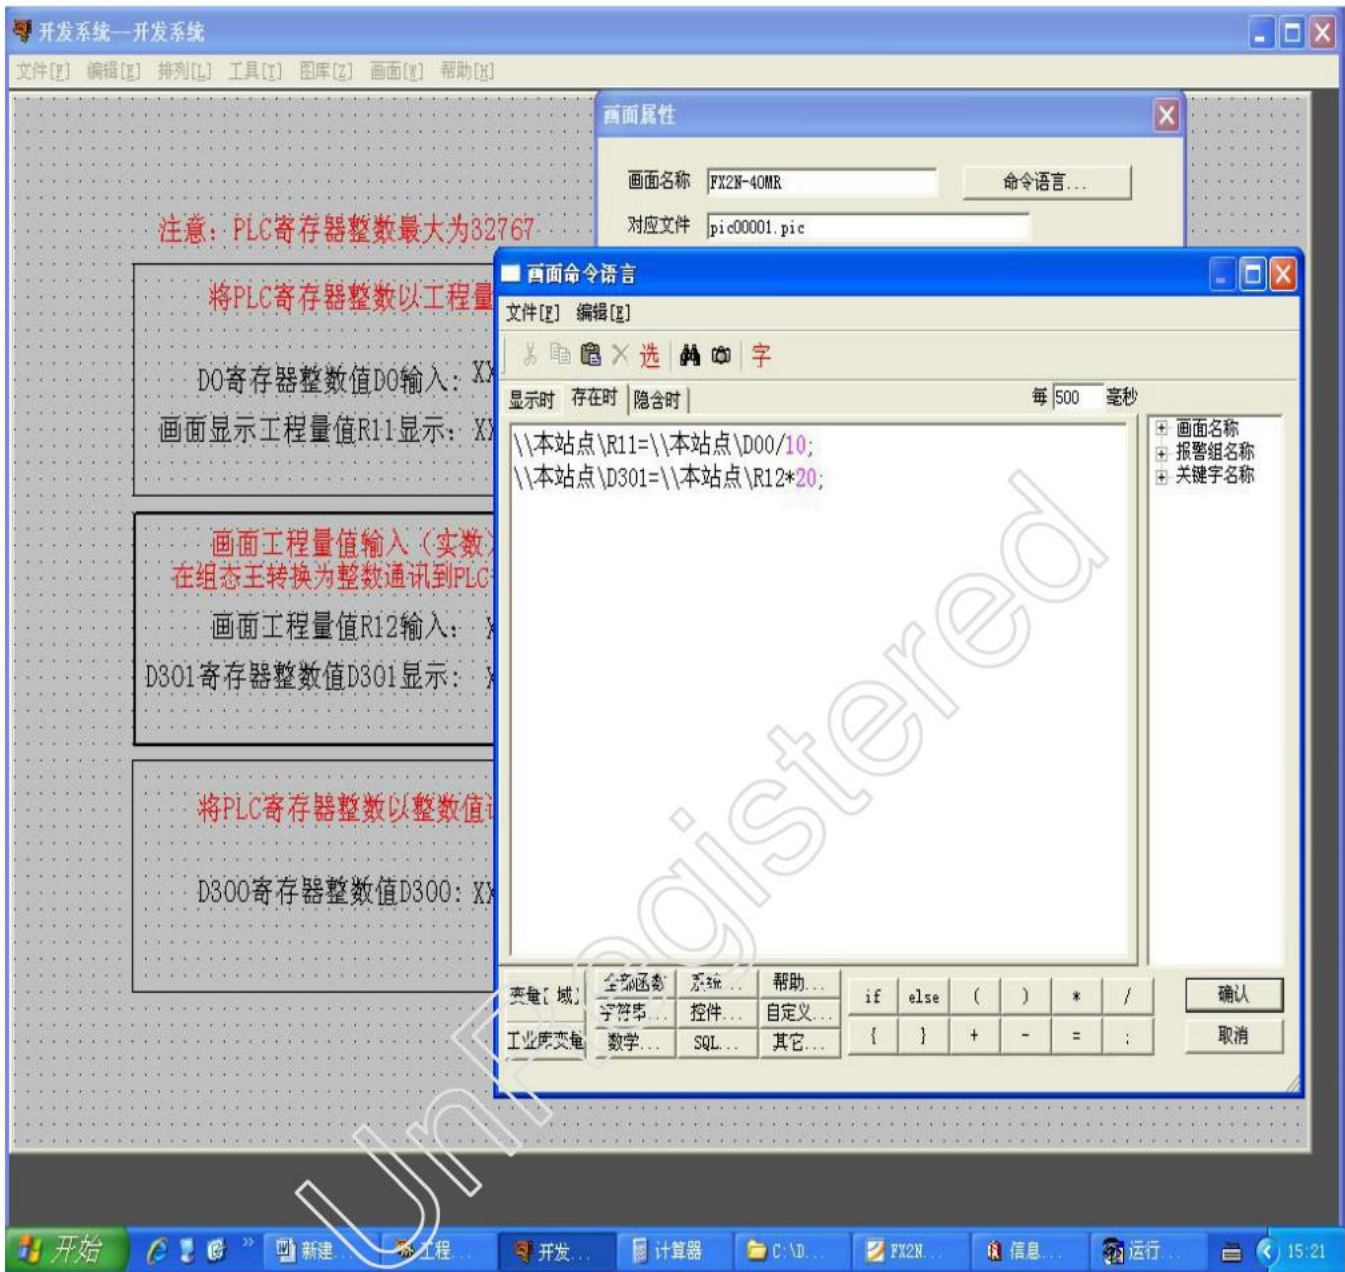 开发系统--开发系统
文件[F] 编辑[E] 排列[L] 工具[T] 图库[Z] 画面[W] 帮助[H]
画面属性
画面名称 FX2N-40MR 命令语言...
对应文件 pic00001.pic
注意：PLC寄存器整数最大为32767
将PLC寄存器整数以工程量
D0寄存器整数值D0输入：XX
画面显示工程量值R11显示：XX
画面工程量值输入（实数）
在组态王转换为整数通讯到PLC
画面工程量值R12输入：
D301寄存器整数值D301显示：
将PLC寄存器整数以整数值
D300寄存器整数值D300：XX
画面命令语言
文件[F] 编辑[E]
选 字
显示时 存在时 隐含时 每 500 毫秒
\\本站点\R11=\\本站点\D00/10;
\\本站点\D301=\\本站点\R12*20;
画面名称
报警组名称
关键字名称
变量[.域] 全部函数 系统... 帮助... if else ( ) * / 确认
字符串... 控件... 自定义...
工业库变量 数学... SQL... 其它... { } + - = ; 取消
UnRegistered
开始 新建... 工程... 开发... 计算器 C:\D... FX2N... 信息... 运行... 15:21